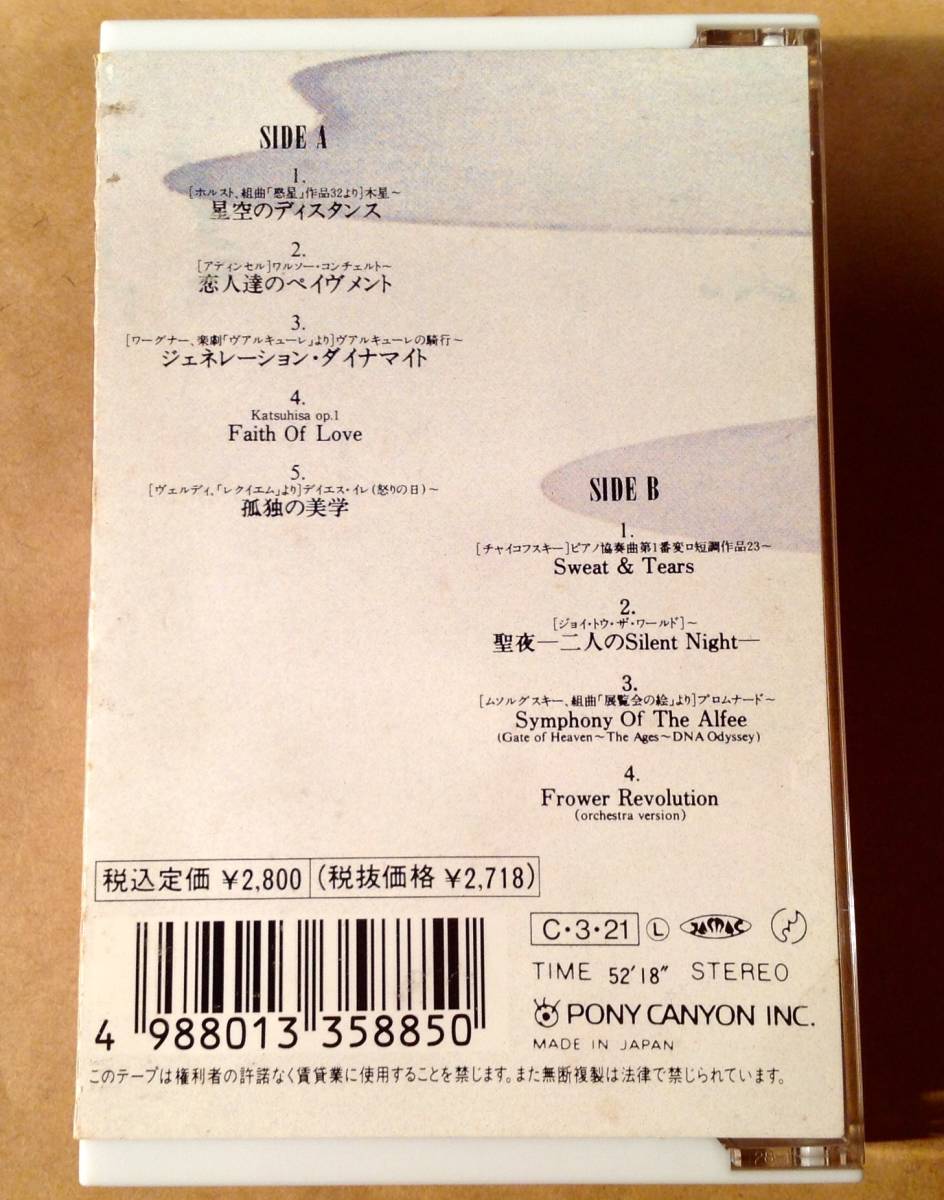 SIDE A
1.
[ホルスト、組曲「惑星」作品32より]木星～
星空のディスタンス
2.
[アディンセル]ワルソー・コンチェルト～
恋人達のペイヴメント
3.
[ワーグナー、楽劇「ヴアルキューレ」より]ヴアルキューレの騎行～
ジェネレーション・ダイナマイト
4.
Katsuhisa op.1
Faith Of Love
5.
[ヴェルディ、「レクイエム」より]デイエス・イレ(怒りの日)～
孤独の美学
SIDE B
1.
[チャイコフスキー]ピアノ協奏曲第1番変ロ短調作品23～
Sweat & Tears
2.
[ジョイ・トウ・ザ・ワールド]～
聖夜―二人のSilent Night―
3.
[ムソルグスキー、組曲「展覧会の絵」より]プロムナード～
Symphony Of The Alfee
(Gate of Heaven～The Ages～DNA Odyssey)
4.
Frower Revolution
(orchestra version)
税込定価 ¥2,800 (税抜価格 ¥2,718)
C・3・21 L JASRAC
TIME 52'18" STEREO
PONY CANYON INC.
MADE IN JAPAN
4 988013 358850
このテープは権利者の許諾なく賃貸業に使用することを禁じます。また無断複製は法律で禁じられています。